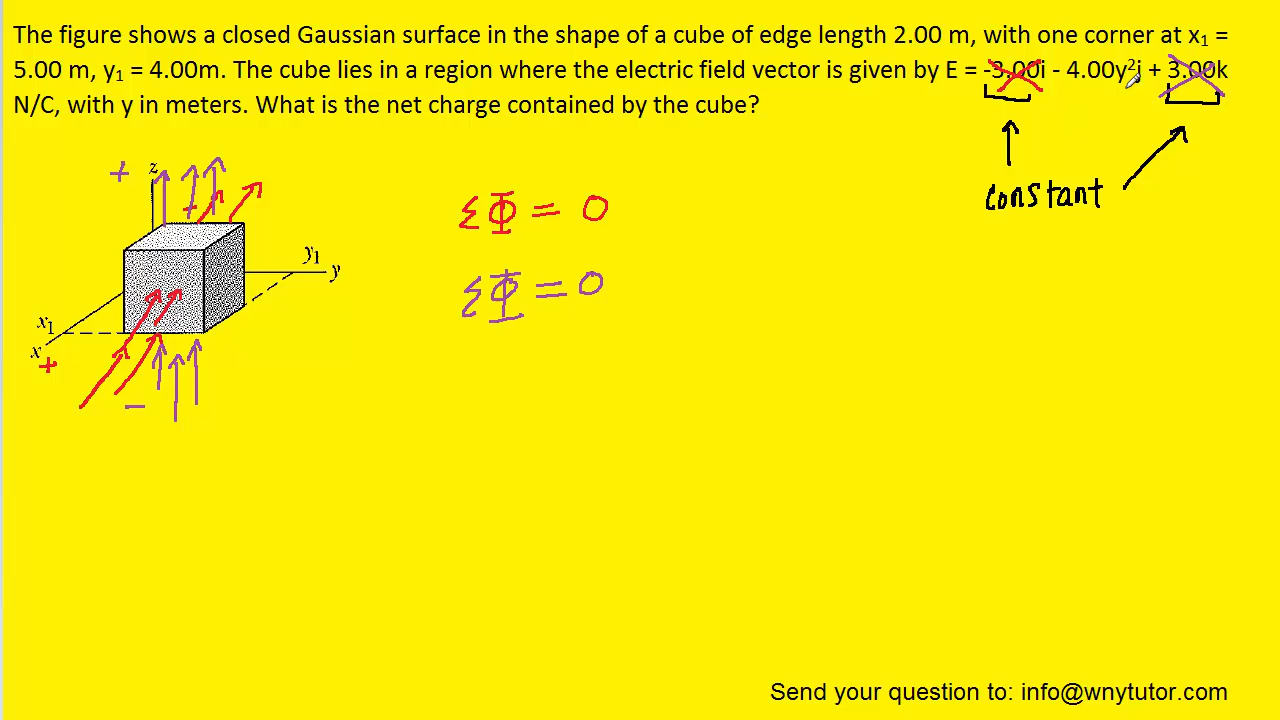 The figure shows a closed Gaussian surface in the shape of a cube of edge length 2.00 m, with one corner at x₁ =
5.00 m, y₁ = 4.00m. The cube lies in a region where the electric field vector is given by E = -3.00i - 4.00y²j + 3.00k
N/C, with y in meters. What is the net charge contained by the cube?
constant
+ z
+
y₁
y
x₁
x
+
-
ΣΦ = 0
ΣΦ = 0
Send your question to: info@wnytutor.com